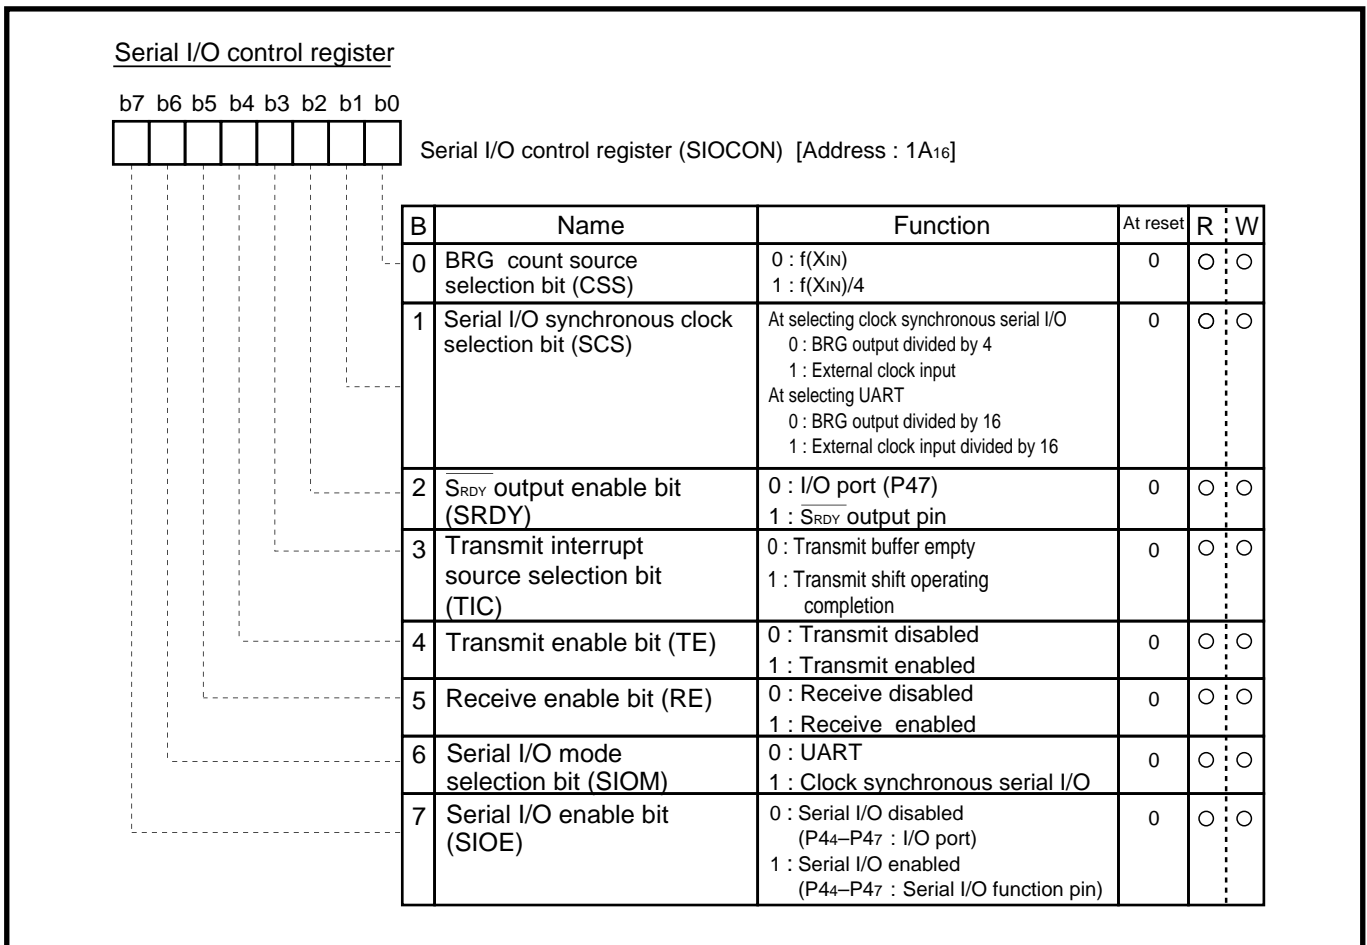 Serial I/O control register
b7 b6 b5 b4 b3 b2 b1 b0
Serial I/O control register (SIOCON) [Address : 1A16]
B Name Function At reset R W
0 BRG count source 0 : f(XIN) 0 ○ ○
selection bit (CSS) 1 : f(XIN)/4
1 Serial I/O synchronous clock At selecting clock synchronous serial I/O 0 ○ ○
selection bit (SCS) 0 : BRG output divided by 4
1 : External clock input
At selecting UART
0 : BRG output divided by 16
1 : External clock input divided by 16
2 SRDY output enable bit 0 : I/O port (P47) 0 ○ ○
(SRDY) 1 : SRDY output pin
3 Transmit interrupt 0 : Transmit buffer empty 0 ○ ○
source selection bit 1 : Transmit shift operating
(TIC) completion
4 Transmit enable bit (TE) 0 : Transmit disabled 0 ○ ○
1 : Transmit enabled
5 Receive enable bit (RE) 0 : Receive disabled 0 ○ ○
1 : Receive enabled
6 Serial I/O mode 0 : UART 0 ○ ○
selection bit (SIOM) 1 : Clock synchronous serial I/O
7 Serial I/O enable bit 0 : Serial I/O disabled 0 ○ ○
(SIOE) (P44–P47 : I/O port)
1 : Serial I/O enabled
(P44–P47 : Serial I/O function pin)